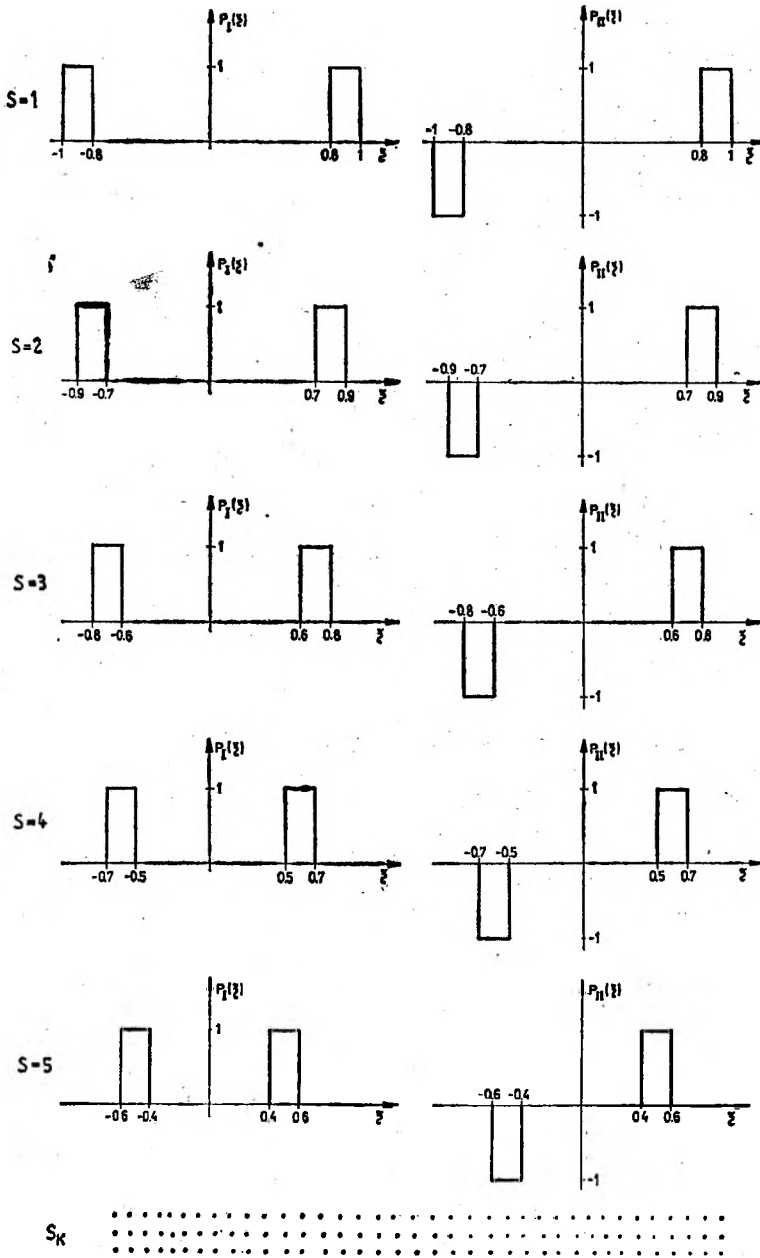 P_I(ξ) P_II(ξ)
S=1 1 1
-1 -0.8 0.8 1 ξ -1 -0.8 0.8 1 ξ
-1
P_I(ξ) P_II(ξ)
S=2 1 1
-0.9 -0.7 0.7 0.9 ξ -0.9 -0.7 0.7 0.9 ξ
-1
P_I(ξ) P_II(ξ)
S=3 1 1
-0.8 -0.6 0.6 0.8 ξ -0.8 -0.6 0.6 0.8 ξ
-1
P_I(ξ) P_II(ξ)
S=4 1 1
-0.7 -0.5 0.5 0.7 ξ -0.7 -0.5 0.5 0.7 ξ
-1
P_I(ξ) P_II(ξ)
S=5 1
-0.6 -0.4 0.4 0.6 ξ -0.6 -0.4 0.4 0.6 ξ
-1
S_K